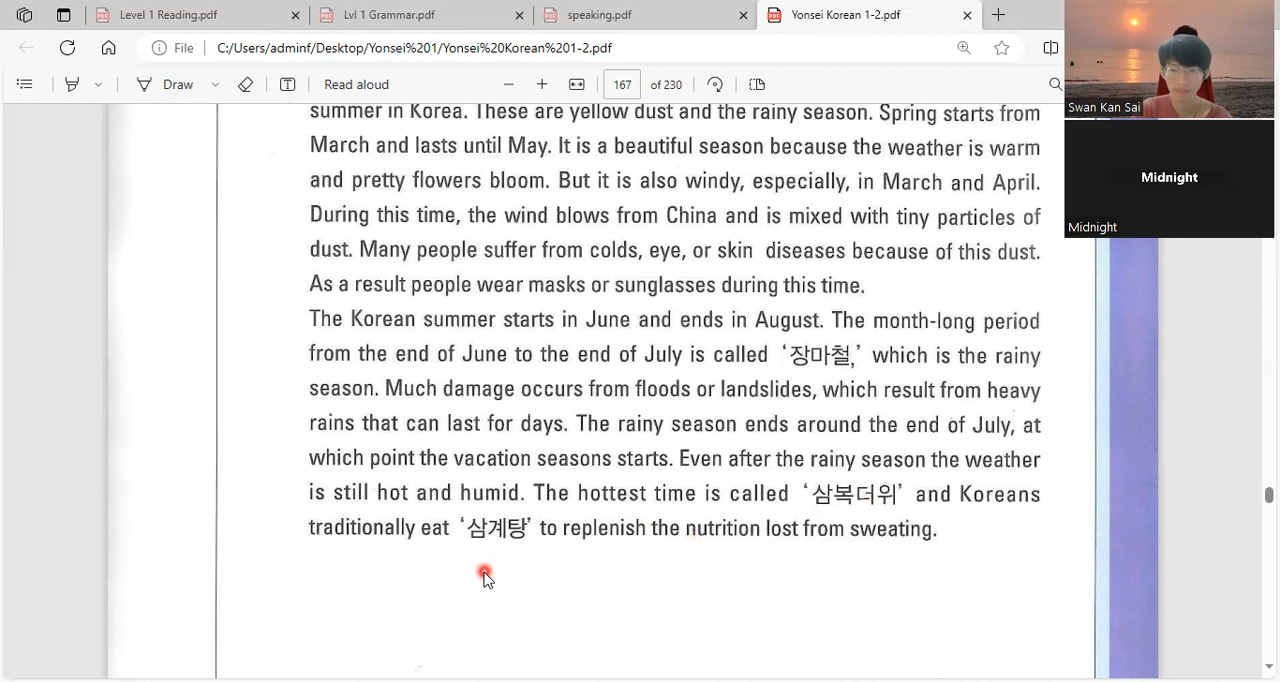 Level 1 Reading.pdf
Lvl 1 Grammar.pdf
speaking.pdf
Yonsei Korean 1-2.pdf
File
C:/Users/adminf/Desktop/Yonsei%201/Yonsei%20Korean%201-2.pdf
Draw
Read aloud
167 of 230
Swan Kan Sai
Midnight
Midnight
summer in Korea. These are yellow dust and the rainy season. Spring starts from
March and lasts until May. It is a beautiful season because the weather is warm
and pretty flowers bloom. But it is also windy, especially, in March and April.
During this time, the wind blows from China and is mixed with tiny particles of
dust. Many people suffer from colds, eye, or skin diseases because of this dust.
As a result people wear masks or sunglasses during this time.
The Korean summer starts in June and ends in August. The month-long period
from the end of June to the end of July is called ‘장마철,’ which is the rainy
season. Much damage occurs from floods or landslides, which result from heavy
rains that can last for days. The rainy season ends around the end of July, at
which point the vacation seasons starts. Even after the rainy season the weather
is still hot and humid. The hottest time is called ‘삼복더위’ and Koreans
traditionally eat ‘삼계탕’ to replenish the nutrition lost from sweating.